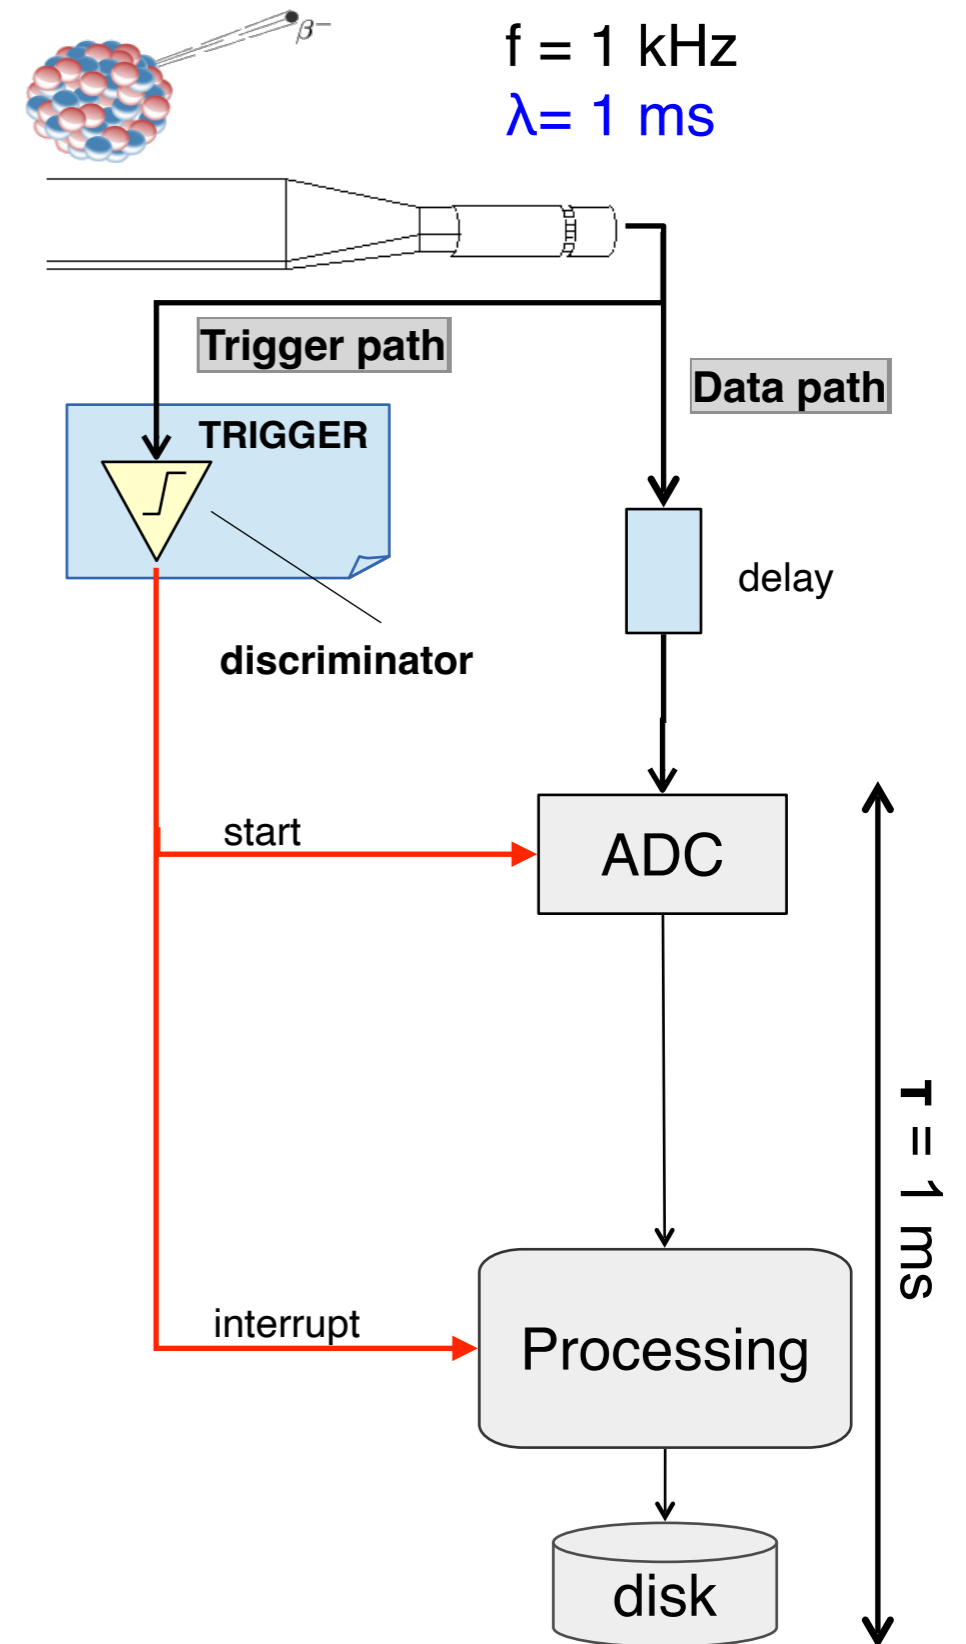 β−
f = 1 kHz
λ= 1 ms
Trigger path
Data path
TRIGGER
delay
discriminator
start
ADC
τ = 1 ms
interrupt
Processing
disk